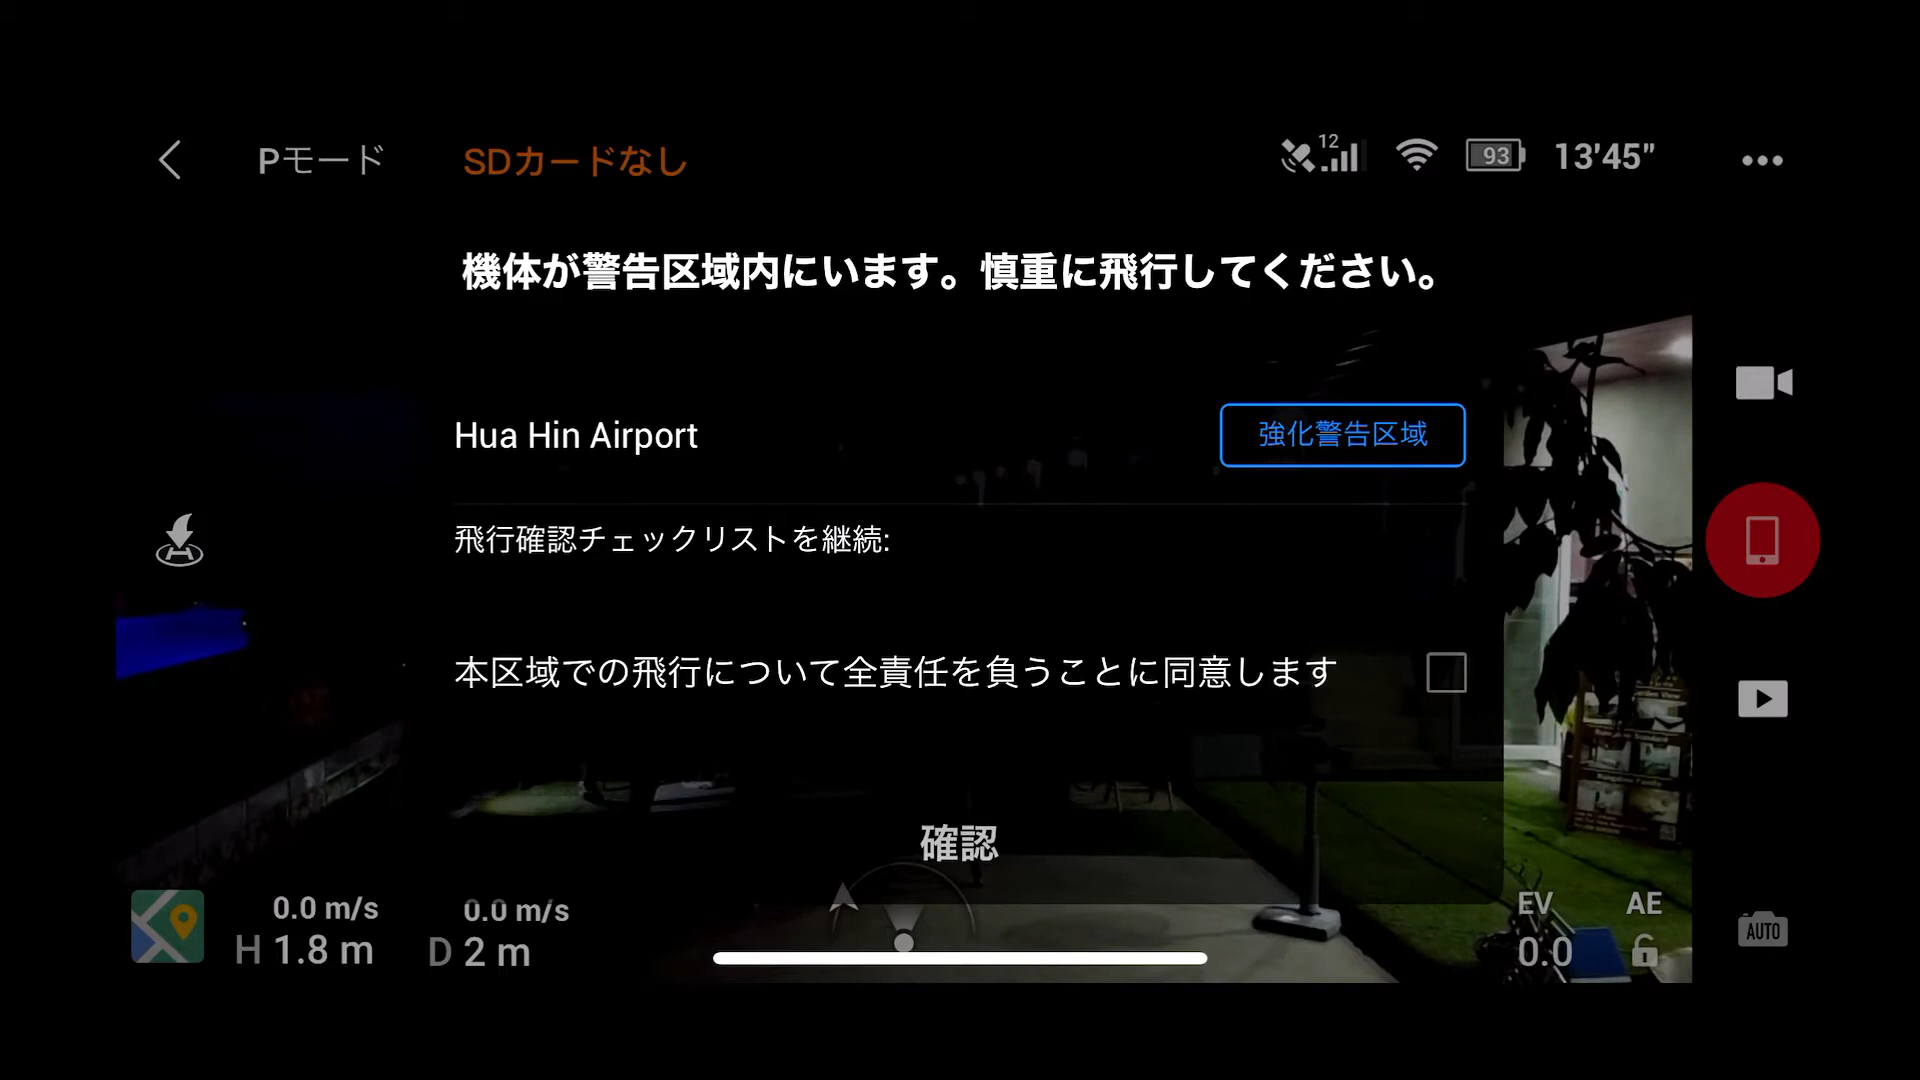 Pモード SDカードなし 12 93 13'45"
機体が警告区域内にいます。慎重に飛行してください。
Hua Hin Airport 強化警告区域
飛行確認チェックリストを継続:
本区域での飛行について全責任を負うことに同意します
確認
0.0 m/s 0.0 m/s EV AE
H 1.8 m D 2 m 0.0 AUTO